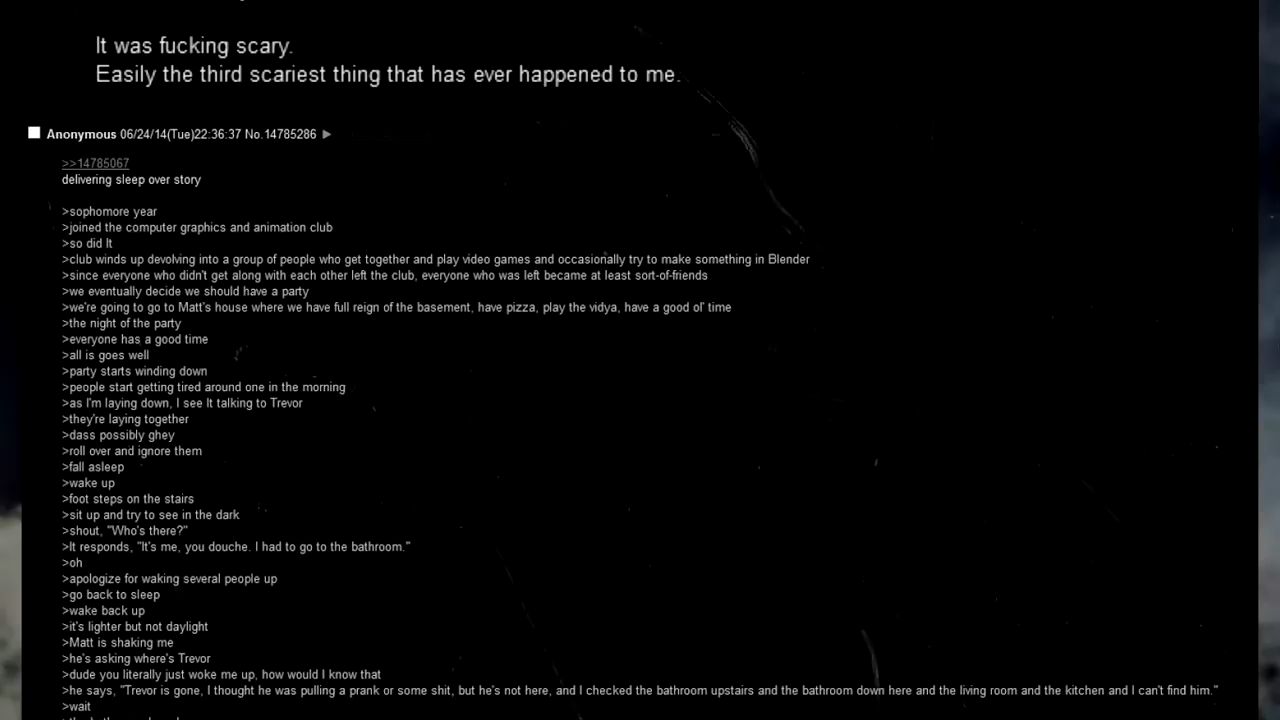 It was fucking scary.
Easily the third scariest thing that has ever happened to me.
Anonymous 06/24/14(Tue)22:36:37 No.14785286 ▶
>>14785067
delivering sleep over story
>sophomore year
>joined the computer graphics and animation club
>so did It
>club winds up devolving into a group of people who get together and play video games and occasionally try to make something in Blender
>since everyone who didn't get along with each other left the club, everyone who was left became at least sort-of-friends
>we eventually decide we should have a party
>we're going to go to Matt's house where we have full reign of the basement, have pizza, play the vidya, have a good ol' time
>the night of the party
>everyone has a good time
>all is goes well
>party starts winding down
>people start getting tired around one in the morning
>as I'm laying down, I see It talking to Trevor
>they're laying together
>dass possibly ghey
>roll over and ignore them
>fall asleep
>wake up
>foot steps on the stairs
>sit up and try to see in the dark
>shout, "Who's there?"
>It responds, "It's me, you douche. I had to go to the bathroom."
>oh
>apologize for waking several people up
>go back to sleep
>wake back up
>it's lighter but not daylight
>Matt is shaking me
>he's asking where's Trevor
>dude you literally just woke me up, how would I know that
>he says, "Trevor is gone, I thought he was pulling a prank or some shit, but he's not here, and I checked the bathroom upstairs and the bathroom down here and the living room and the kitchen and I can't find him."
>wait